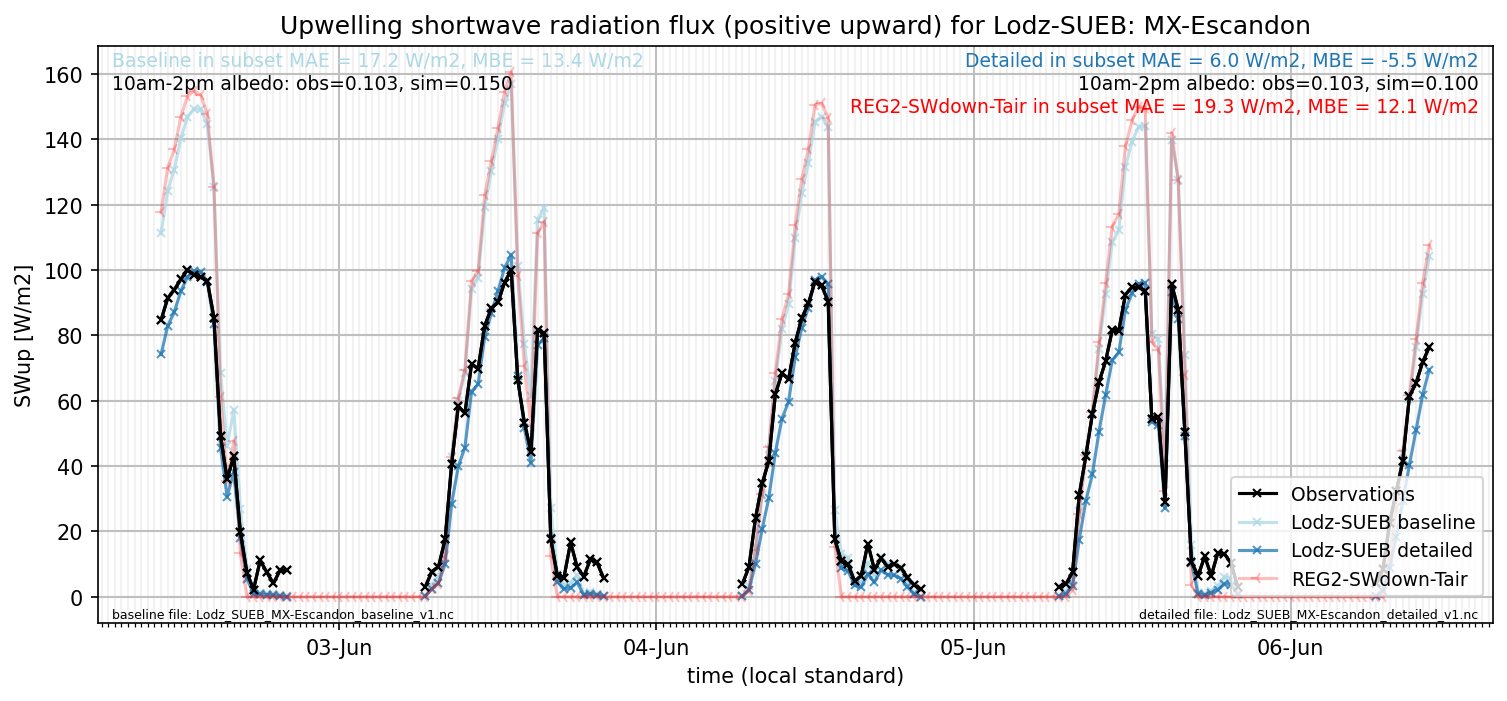 Upwelling shortwave radiation flux (positive upward) for Lodz-SUEB: MX-Escandon
Baseline in subset MAE = 17.2 W/m2, MBE = 13.4 W/m2
10am-2pm albedo: obs=0.103, sim=0.150
Detailed in subset MAE = 6.0 W/m2, MBE = -5.5 W/m2
10am-2pm albedo: obs=0.103, sim=0.100
REG2-SWdown-Tair in subset MAE = 19.3 W/m2, MBE = 12.1 W/m2
SWup [W/m2]
160
140
120
100
80
60
40
20
0
Observations
Lodz-SUEB baseline
Lodz-SUEB detailed
REG2-SWdown-Tair
baseline file: Lodz_SUEB_MX-Escandon_baseline_v1.nc
detailed file: Lodz_SUEB_MX-Escandon_detailed_v1.nc
03-Jun
04-Jun
05-Jun
06-Jun
time (local standard)